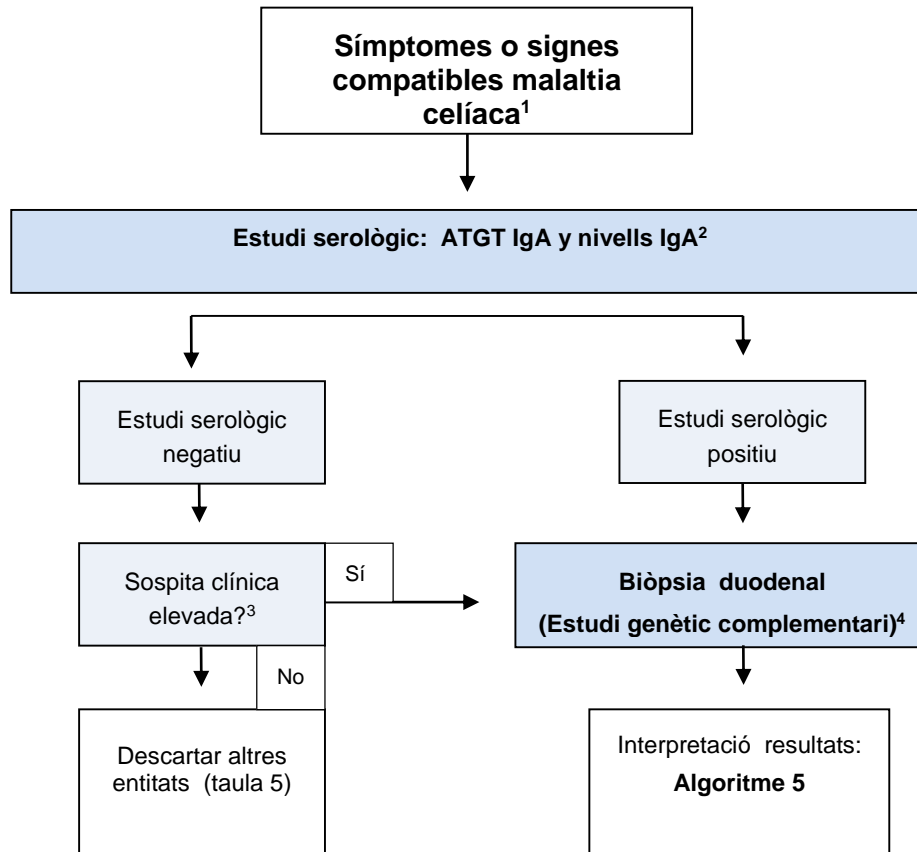 Símptomes o signes
compatibles malaltia
celíaca¹
Estudi serològic: ATGT IgA y nivells IgA²
Estudi serològic
negatiu
Estudi serològic
positiu
Sospita clínica
elevada?³
Sí
Biòpsia duodenal
(Estudi genètic complementari)⁴
No
Descartar altres
entitats (taula 5)
Interpretació resultats:
Algoritme 5